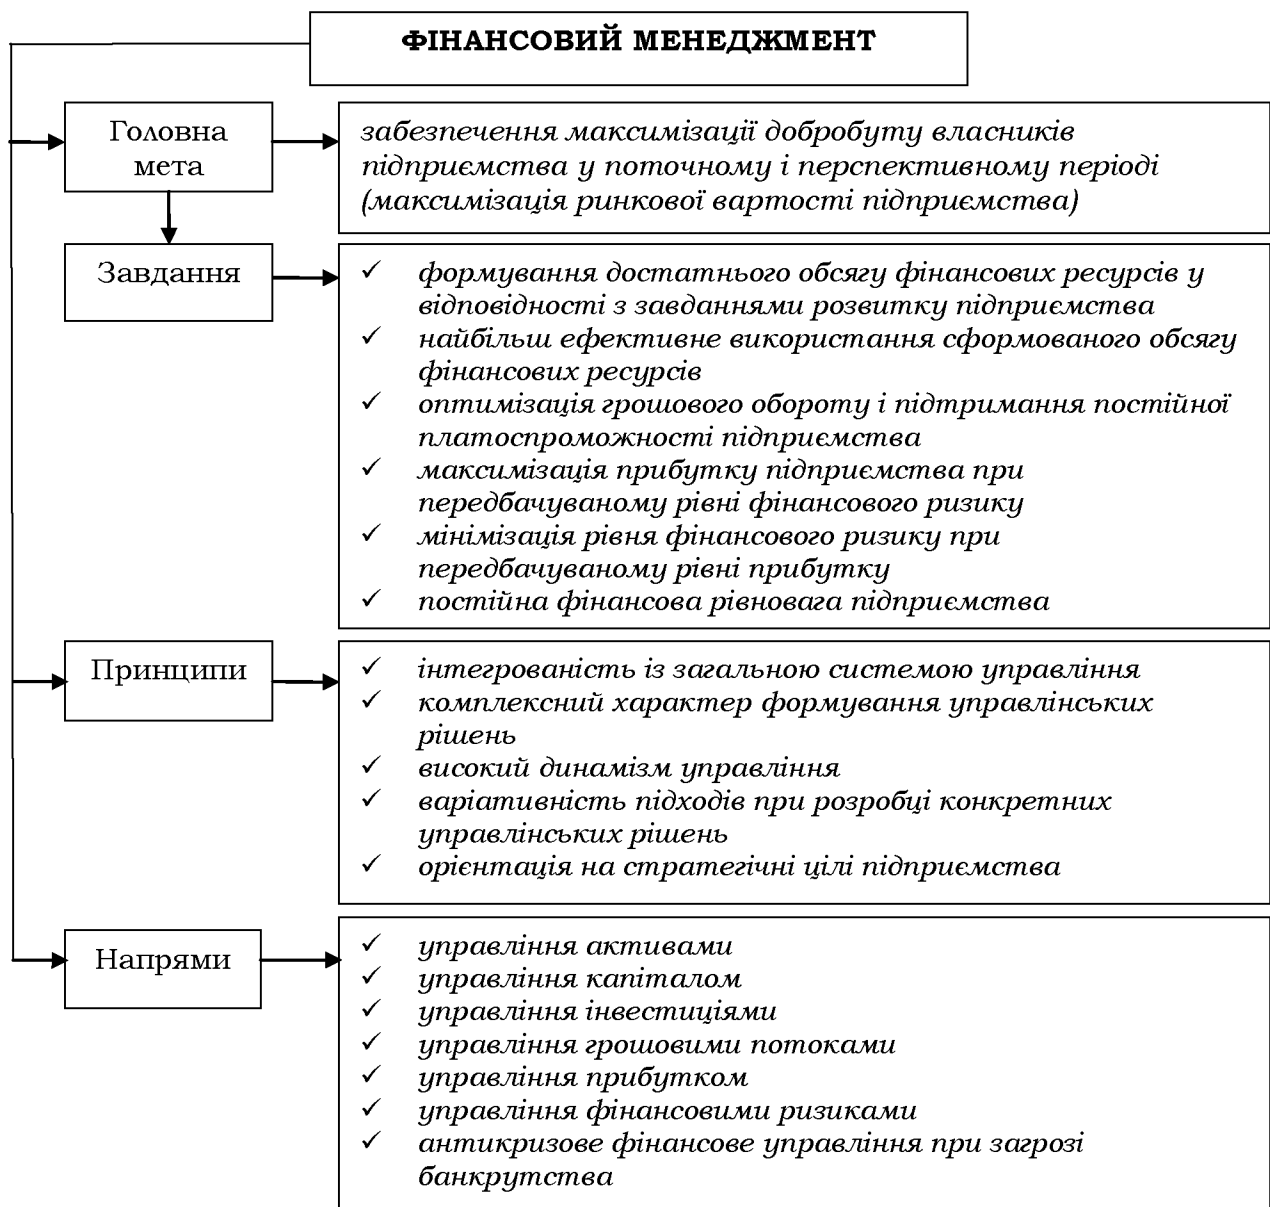 ФІНАНСОВИЙ МЕНЕДЖМЕНТ
Головна
мета
забезпечення максимізації добробуту власників
підприємства у поточному і перспективному періоді
(максимізація ринкової вартості підприємства)
Завдання
✓ формування достатнього обсягу фінансових ресурсів у
відповідності з завданнями розвитку підприємства
✓ найбільш ефективне використання сформованого обсягу
фінансових ресурсів
✓ оптимізація грошового обороту і підтримання постійної
платоспроможності підприємства
✓ максимізація прибутку підприємства при
передбачуваному рівні фінансового ризику
✓ мінімізація рівня фінансового ризику при
передбачуваному рівні прибутку
✓ постійна фінансова рівновага підприємства
Принципи
✓ інтегрованість із загальною системою управління
✓ комплексний характер формування управлінських
рішень
✓ високий динамізм управління
✓ варіативність підходів при розробці конкретних
управлінських рішень
✓ орієнтація на стратегічні цілі підприємства
Напрями
✓ управління активами
✓ управління капіталом
✓ управління інвестиціями
✓ управління грошовими потоками
✓ управління прибутком
✓ управління фінансовими ризиками
✓ антикризове фінансове управління при загрозі
банкрутства